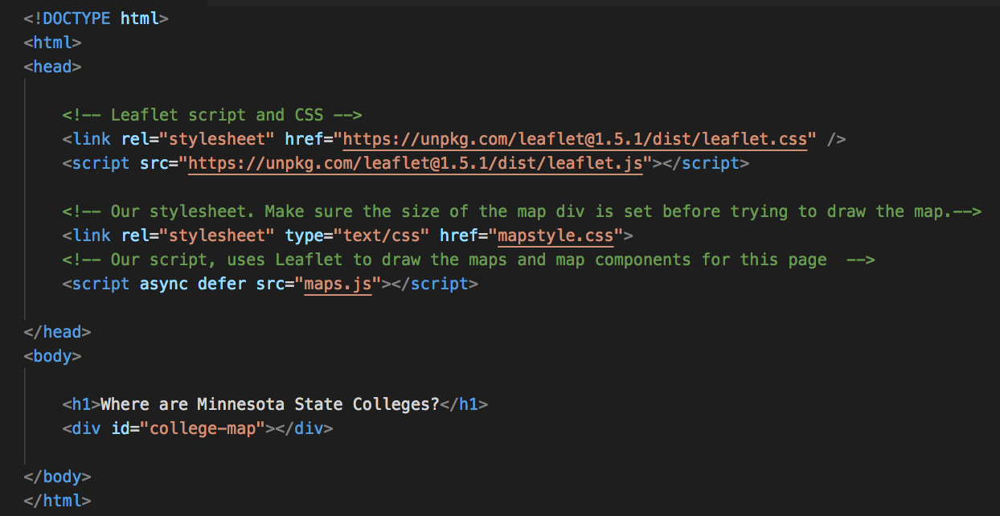 <!DOCTYPE html>
<html>
<head>
<!-- Leaflet script and CSS -->
<link rel="stylesheet" href="https://unpkg.com/leaflet@1.5.1/dist/leaflet.css" />
<script src="https://unpkg.com/leaflet@1.5.1/dist/leaflet.js"></script>
<!-- Our stylesheet. Make sure the size of the map div is set before trying to draw the map.-->
<link rel="stylesheet" type="text/css" href="mapstyle.css">
<!-- Our script, uses Leaflet to draw the maps and map components for this page  -->
<script async defer src="maps.js"></script>
</head>
<body>
<h1>Where are Minnesota State Colleges?</h1>
<div id="college-map"></div>
</body>
</html>